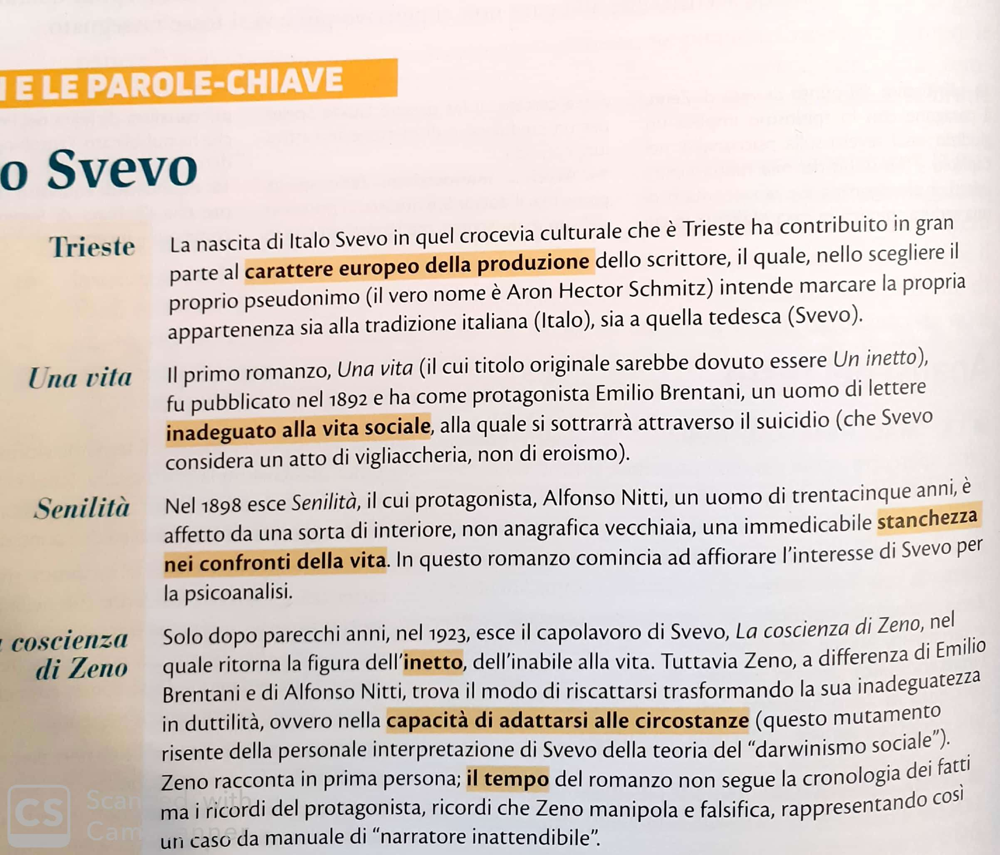 E LE PAROLE-CHIAVE
o Svevo
Trieste
La nascita di Italo Svevo in quel crocevia culturale che è Trieste ha contribuito in gran
parte al carattere europeo della produzione dello scrittore, il quale, nello scegliere il
proprio pseudonimo (il vero nome è Aron Hector Schmitz) intende marcare la propria
appartenenza sia alla tradizione italiana (Italo), sia a quella tedesca (Svevo).
Una vita
Il primo romanzo, Una vita (il cui titolo originale sarebbe dovuto essere Un inetto),
fu pubblicato nel 1892 e ha come protagonista Emilio Brentani, un uomo di lettere
inadeguato alla vita sociale, alla quale si sottrarrà attraverso il suicidio (che Svevo
considera un atto di vigliaccheria, non di eroismo).
Senilità
Nel 1898 esce Senilità, il cui protagonista, Alfonso Nitti, un uomo di trentacinque anni, è
affetto da una sorta di interiore, non anagrafica vecchiaia, una immedicabile stanchezza
nei confronti della vita. In questo romanzo comincia ad affiorare l'interesse di Svevo per
la psicoanalisi.
coscienza
di Zeno
Solo dopo parecchi anni, nel 1923, esce il capolavoro di Svevo, La coscienza di Zeno, nel
quale ritorna la figura dell'inetto, dell'inabile alla vita. Tuttavia Zeno, a differenza di Emilio
Brentani e di Alfonso Nitti, trova il modo di riscattarsi trasformando la sua inadeguatezza
in duttilità, ovvero nella capacità di adattarsi alle circostanze (questo mutamento
risente della personale interpretazione di Svevo della teoria del “darwinismo sociale”).
Zeno racconta in prima persona; il tempo del romanzo non segue la cronologia dei fatti
ma i ricordi del protagonista, ricordi che Zeno manipola e falsifica, rappresentando così
un caso da manuale di “narratore inattendibile”.
CS
Scanned with
CamScanner